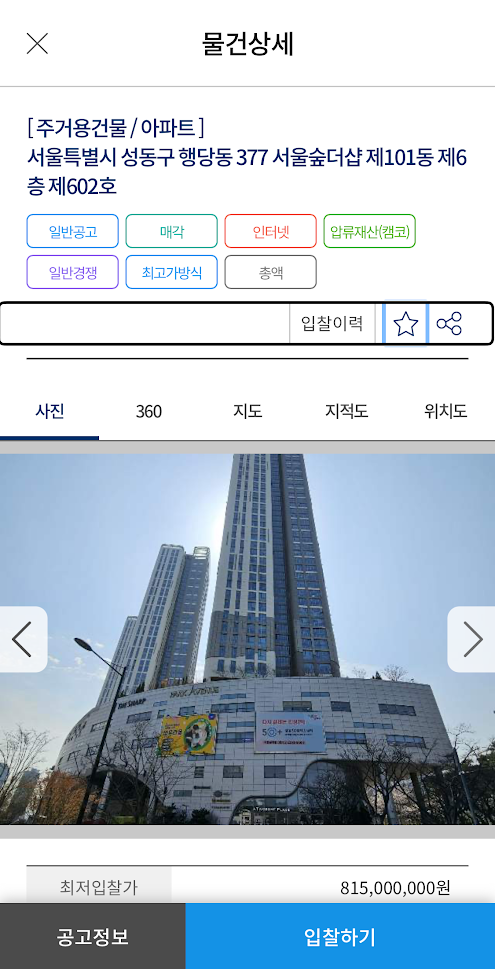 물건상세
[ 주거용건물 / 아파트 ]
서울특별시 성동구 행당동 377 서울숲더샵 제101동 제6
층 제602호
일반공고 매각 인터넷 압류재산(캠코)
일반경쟁 최고가방식 총액
입찰이력
사진 360 지도 지적도 위치도
THE SHARP PARK AVENUE
최저입찰가 815,000,000원
공고정보 입찰하기